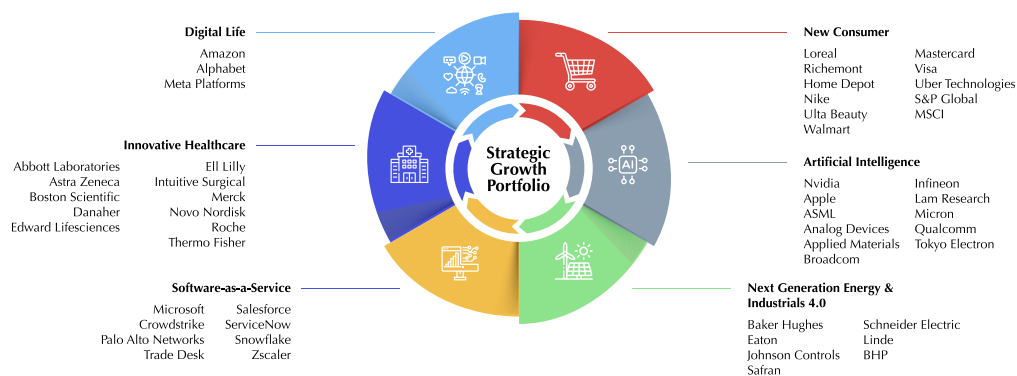 Digital Life
Amazon
Alphabet
Meta Platforms
Innovative Healthcare
Abbott Laboratories
Astra Zeneca
Boston Scientific
Danaher
Edward Lifesciences
Ell Lilly
Intuitive Surgical
Merck
Novo Nordisk
Roche
Thermo Fisher
Software-as-a-Service
Microsoft
Crowdstrike
Palo Alto Networks
Trade Desk
Salesforce
ServiceNow
Snowflake
Zscaler
Strategic
Growth
Portfolio
AI
New Consumer
Loreal
Richemont
Home Depot
Nike
Ulta Beauty
Walmart
Mastercard
Visa
Uber Technologies
S&P Global
MSCI
Artificial Intelligence
Nvidia
Apple
ASML
Analog Devices
Applied Materials
Broadcom
Infineon
Lam Research
Micron
Qualcomm
Tokyo Electron
Next Generation Energy &
Industrials 4.0
Baker Hughes
Eaton
Johnson Controls
Safran
Schneider Electric
Linde
BHP